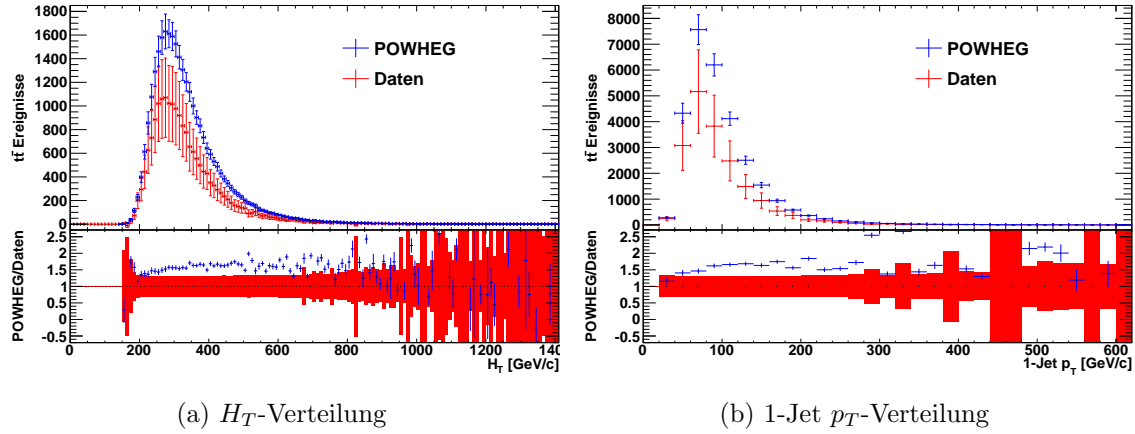 1800
1600
1400
1200
1000
800
600
400
200
0
tt̄ Ereignisse
POWHEG
Daten
2.5
2
1.5
1
0.5
0
-0.5
POWHEG/Daten
0 200 400 600 800 1000 1200 1400
H_T [GeV/c]
8000
7000
6000
5000
4000
3000
2000
1000
0
tt̄ Ereignisse
POWHEG
Daten
2.5
2
1.5
1
0.5
0
-0.5
POWHEG/Daten
0 100 200 300 400 500 600
1-Jet p_T [GeV/c]
(a) H_T-Verteilung
(b) 1-Jet p_T-Verteilung